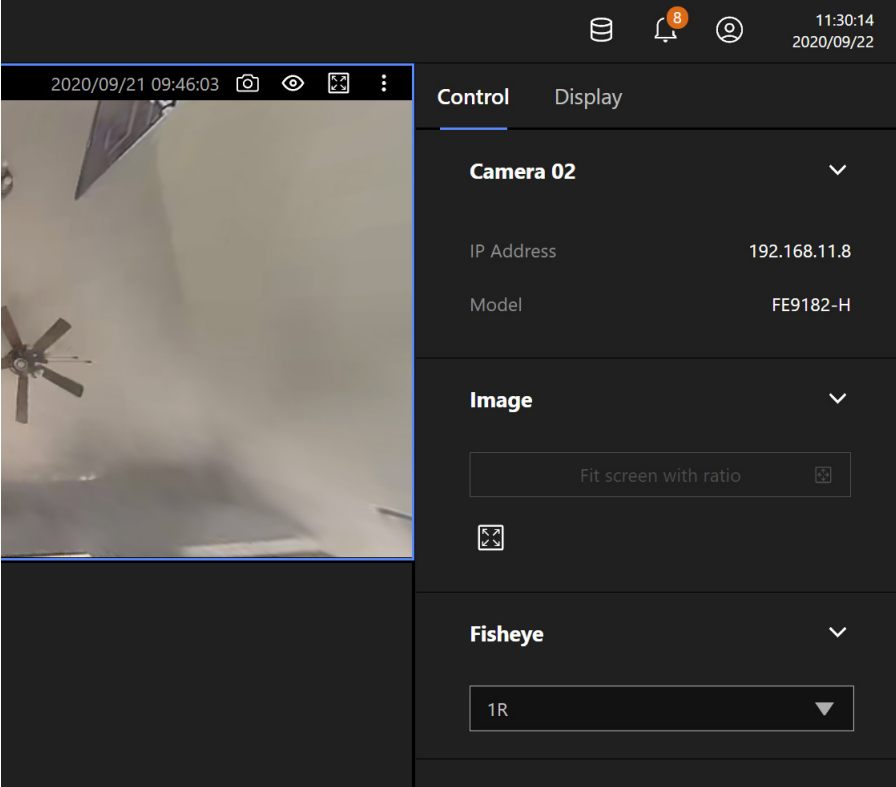 8
11:30:14
2020/09/22
2020/09/21 09:46:03
Control Display
Camera 02
IP Address 192.168.11.8
Model FE9182-H
Image
Fit screen with ratio
Fisheye
1R